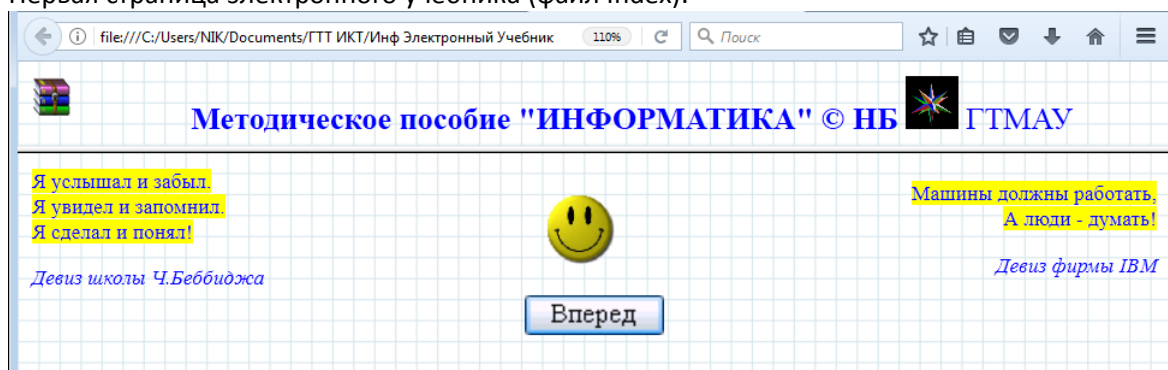 Первая страница электронного учебника (файл index):
file:///C:/Users/NIK/Documents/ГТТ ИКТ/Инф Электронный Учебник 110% Поиск
Методическое пособие "ИНФОРМАТИКА" © НБ ГТМАУ
Я услышал и забыл.
Я увидел и запомнил.
Я сделал и понял!
Девиз школы Ч.Беббиджа
Машины должны работать,
А люди - думать!
Девиз фирмы IBM
Вперед